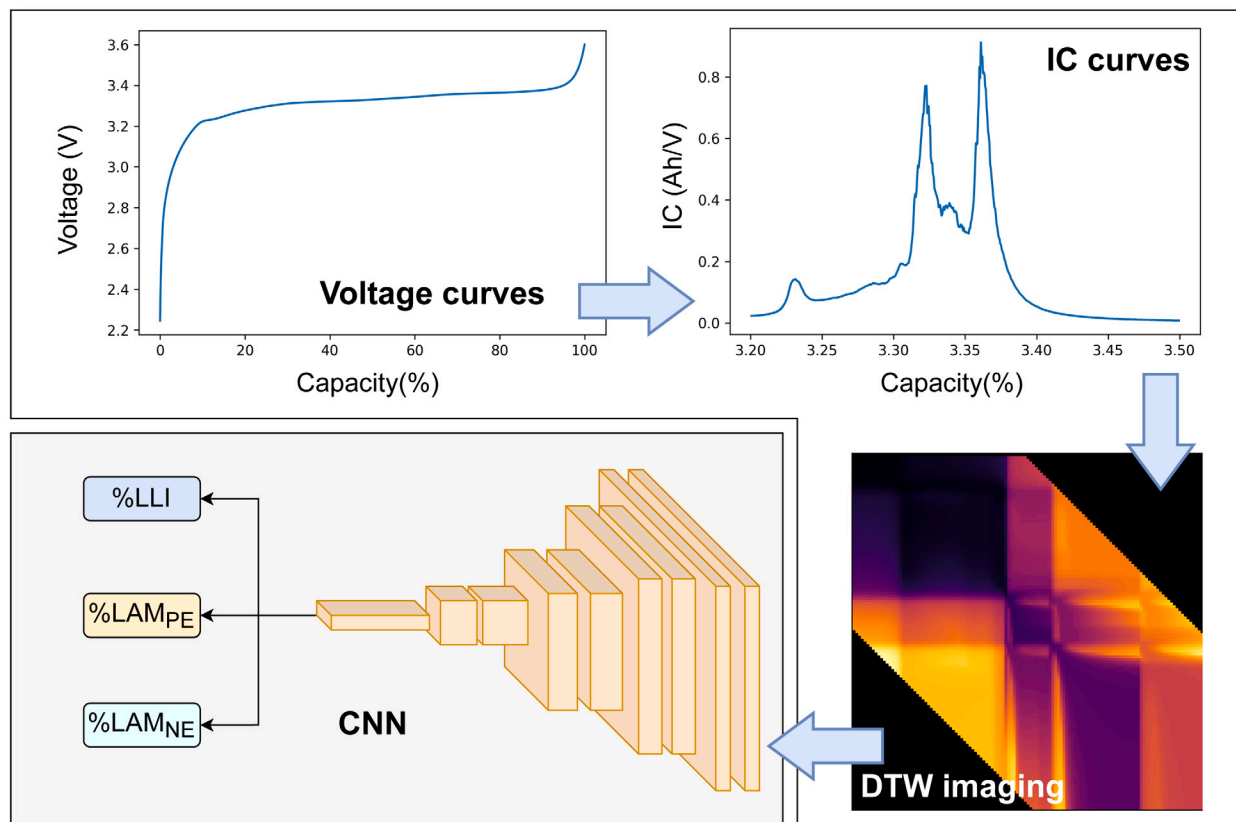 3.6
3.4
3.2
3.0
2.8
2.6
2.4
2.2
Voltage (V)
0
20
40
60
80
100
Capacity(%)
Voltage curves
IC curves
0.8
0.6
0.4
0.2
0.0
IC (Ah/V)
3.20
3.25
3.30
3.35
3.40
3.45
3.50
Capacity(%)
DTW imaging
CNN
%LLI
%LAMPE
%LAMNE